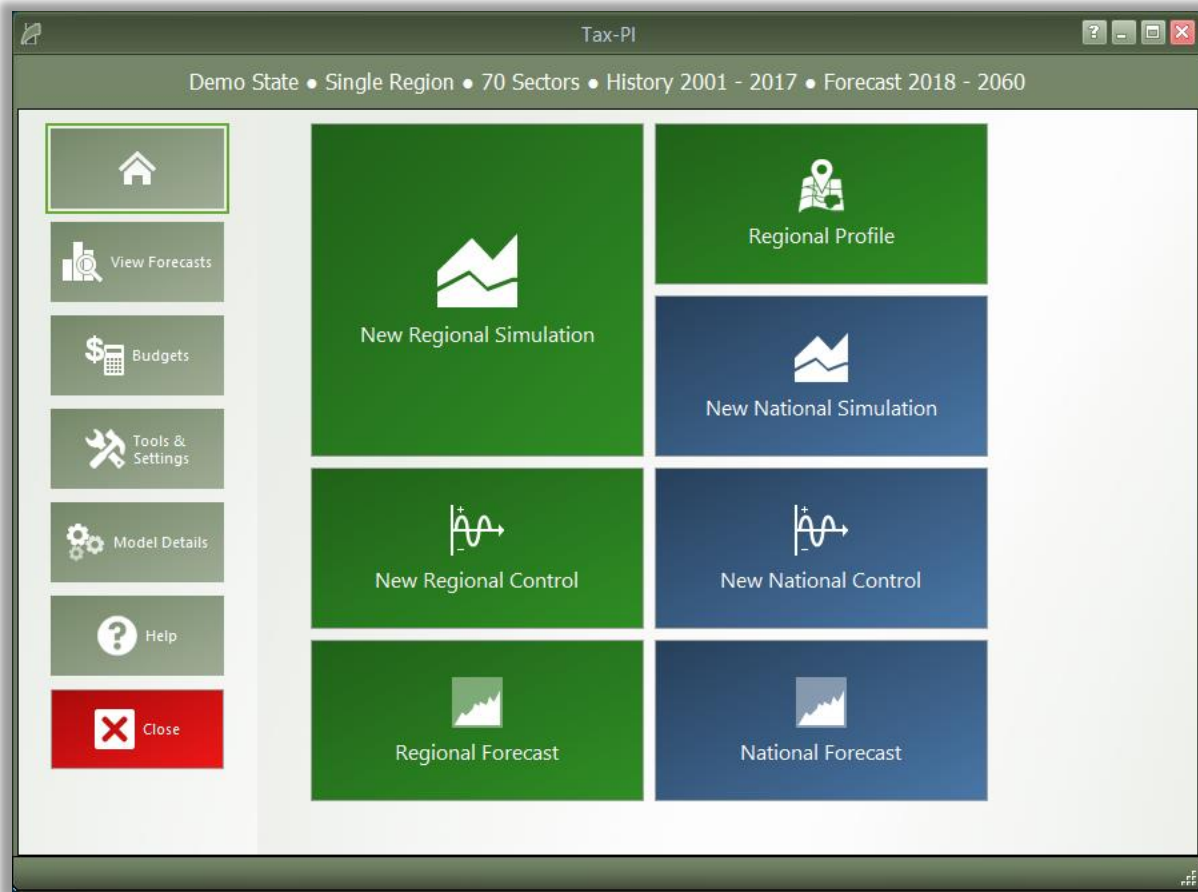 Tax-PI
Demo State ● Single Region ● 70 Sectors ● History 2001 - 2017 ● Forecast 2018 - 2060
View Forecasts
Budgets
Tools &
Settings
Model Details
Help
Close
New Regional Simulation
Regional Profile
New National Simulation
New Regional Control
New National Control
Regional Forecast
National Forecast